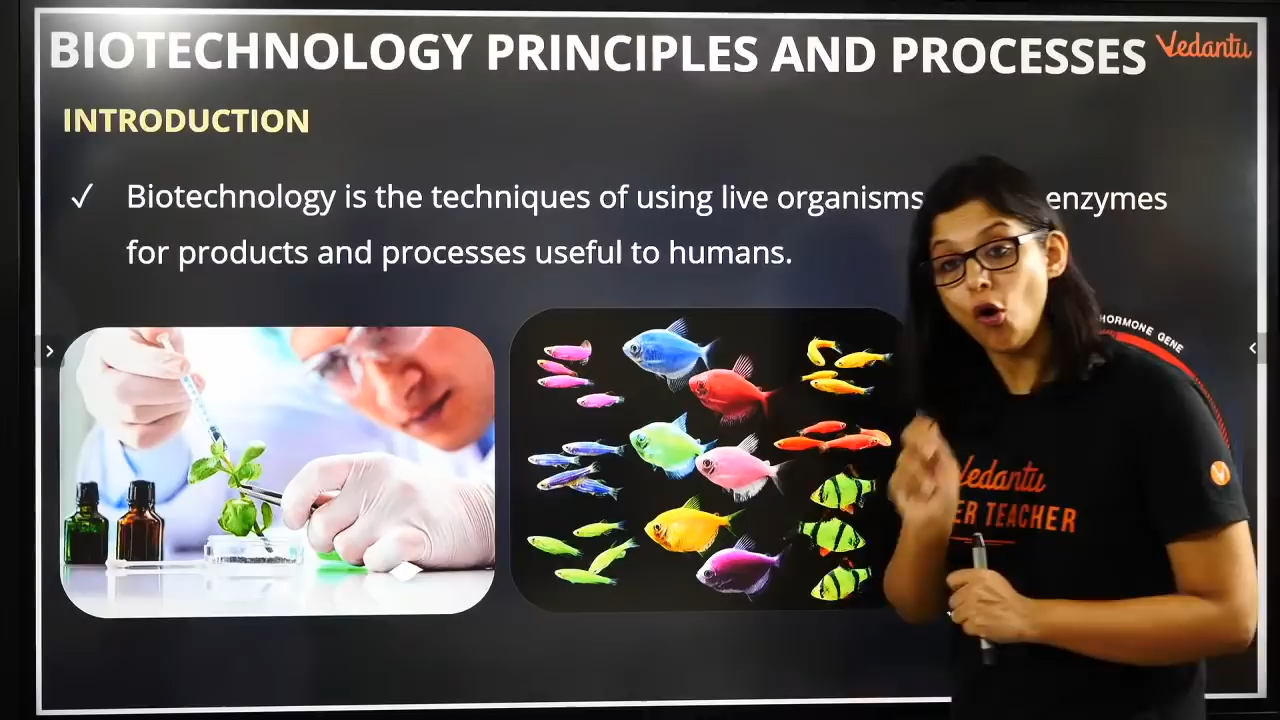 BIOTECHNOLOGY PRINCIPLES AND PROCESSES
Vedantu
INTRODUCTION
✓ Biotechnology is the techniques of using live organisms enzymes
for products and processes useful to humans.
HORMONE GENE
Vedantu
TEACHER